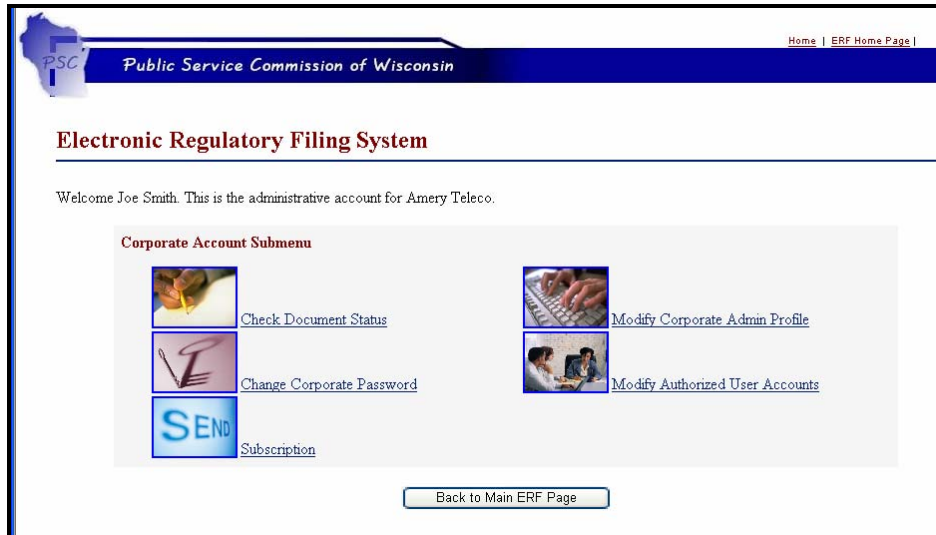 Home | ERF Home Page |
PSC Public Service Commission of Wisconsin
Electronic Regulatory Filing System
Welcome Joe Smith. This is the administrative account for Amery Teleco.
Corporate Account Submenu
Check Document Status
Modify Corporate Admin Profile
Change Corporate Password
Modify Authorized User Accounts
SEND
Subscription
Back to Main ERF Page